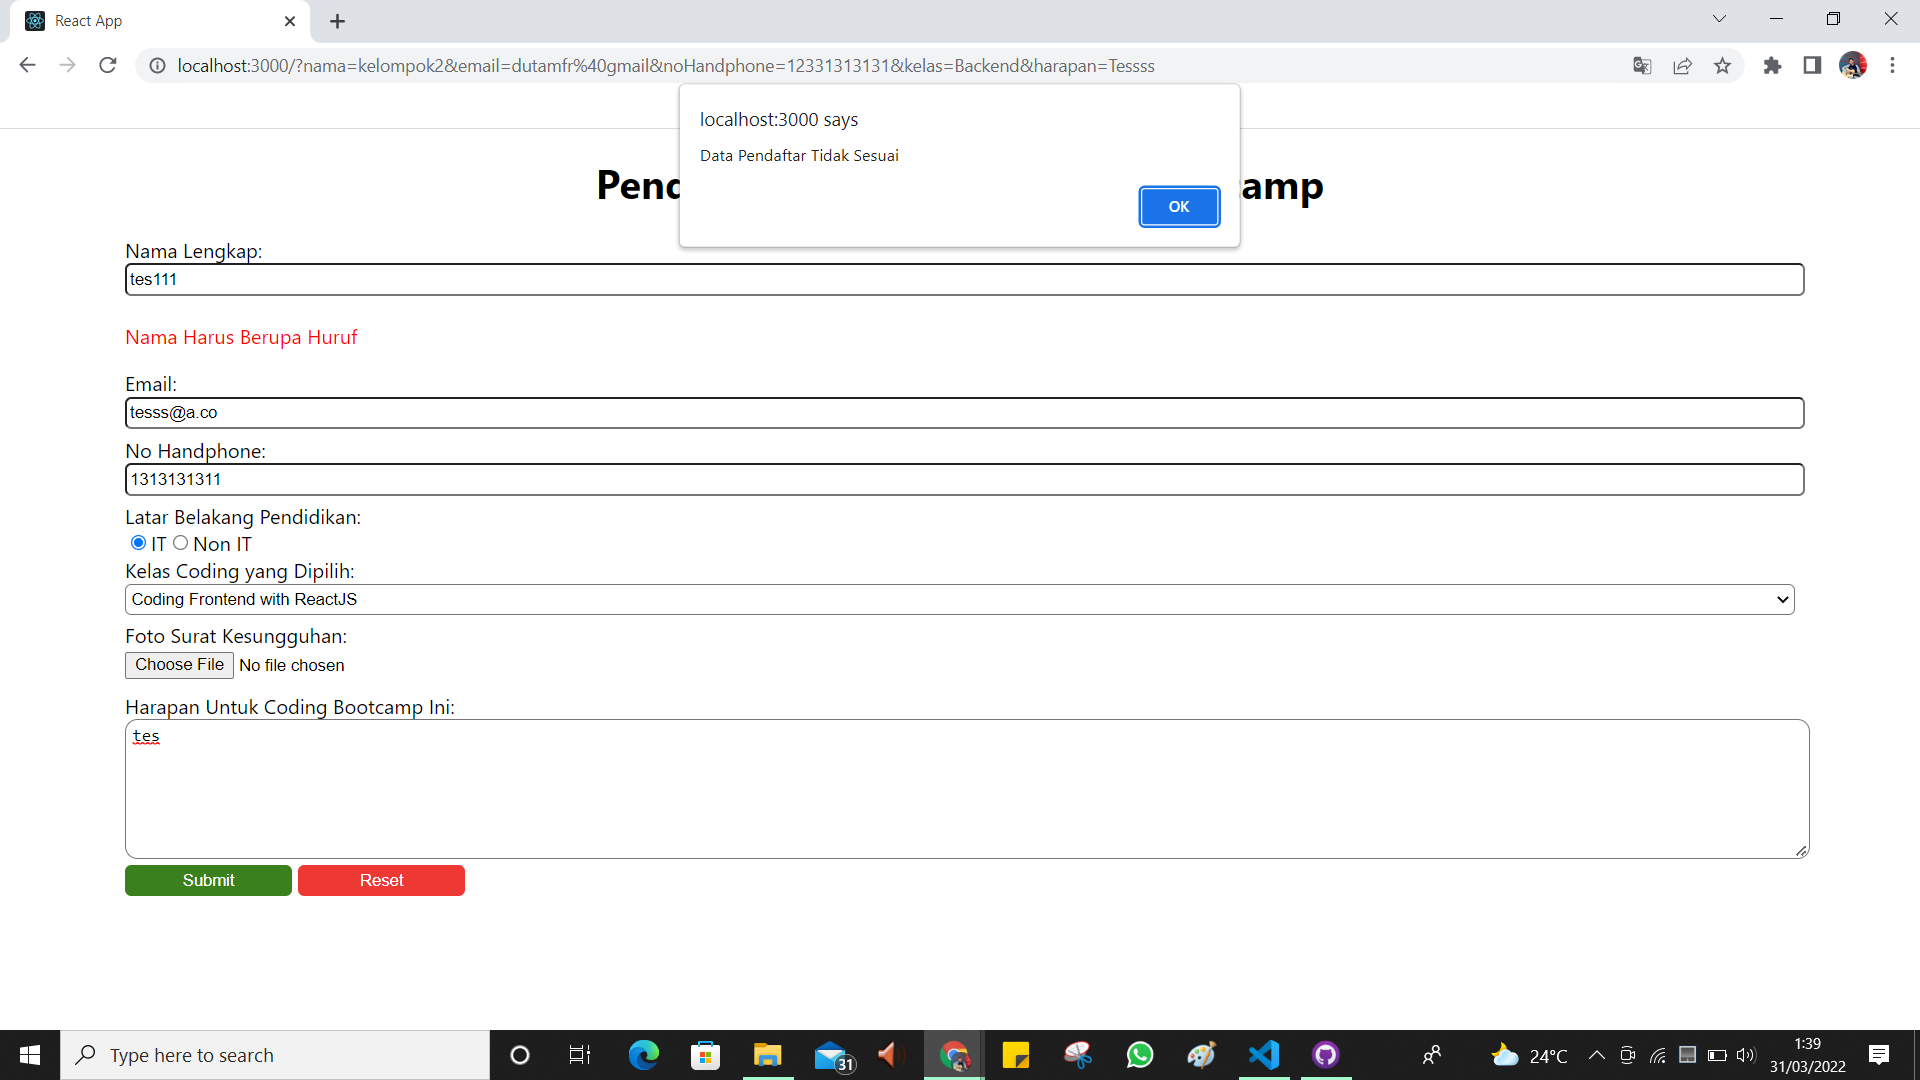 React App
localhost:3000/?nama=kelompok2&email=dutamfr%40gmail&noHandphone=12331313131&kelas=Backend&harapan=Tessss
localhost:3000 says
Data Pendaftar Tidak Sesuai
OK
Pend
amp
Nama Lengkap:
tes111
Nama Harus Berupa Huruf
Email:
tesss@a.co
No Handphone:
1313131311
Latar Belakang Pendidikan:
IT Non IT
Kelas Coding yang Dipilih:
Coding Frontend with ReactJS
Foto Surat Kesungguhan:
Choose File No file chosen
Harapan Untuk Coding Bootcamp Ini:
tes
Submit Reset
Type here to search
31
24°C
1:39
31/03/2022